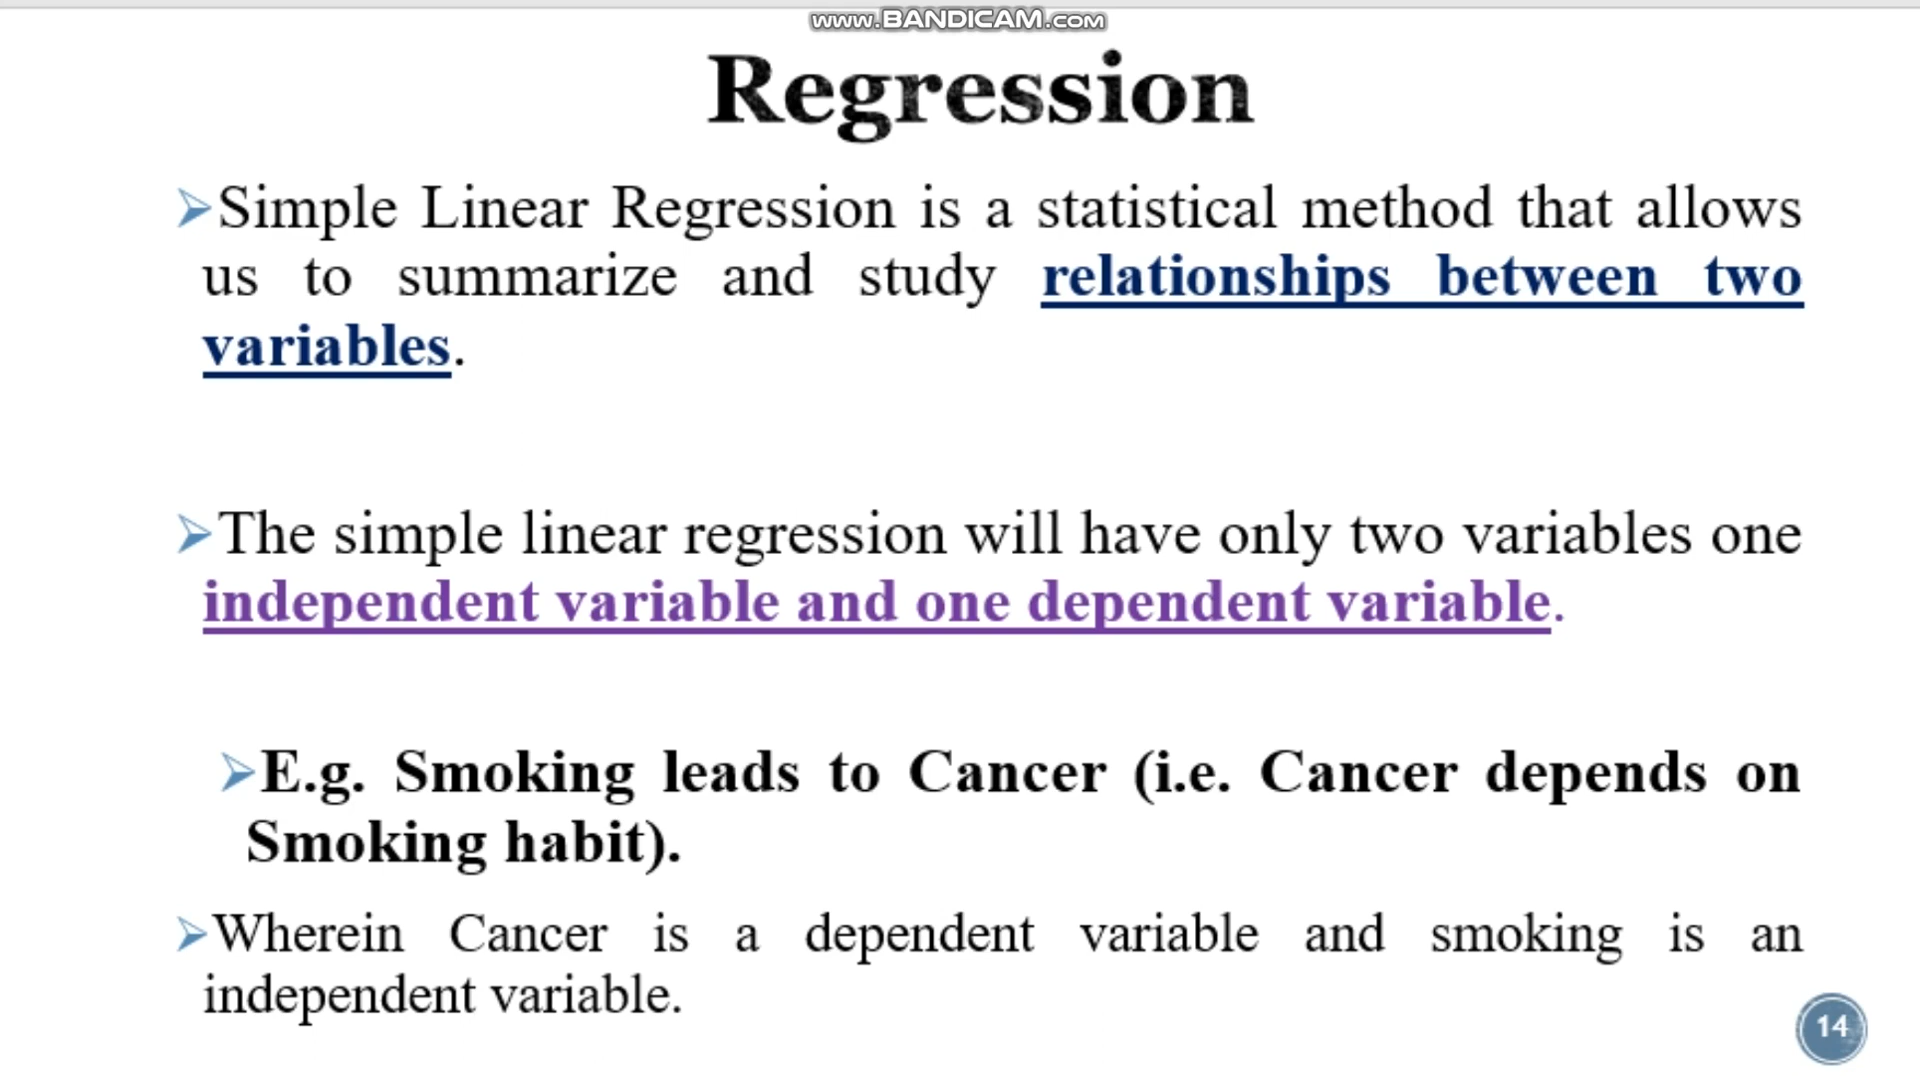 www.BANDICAM.com
Regression
➢Simple Linear Regression is a statistical method that allows
us to summarize and study relationships between two
variables.
➢The simple linear regression will have only two variables one
independent variable and one dependent variable.
➢E.g. Smoking leads to Cancer (i.e. Cancer depends on
Smoking habit).
➢Wherein Cancer is a dependent variable and smoking is an
independent variable.
14